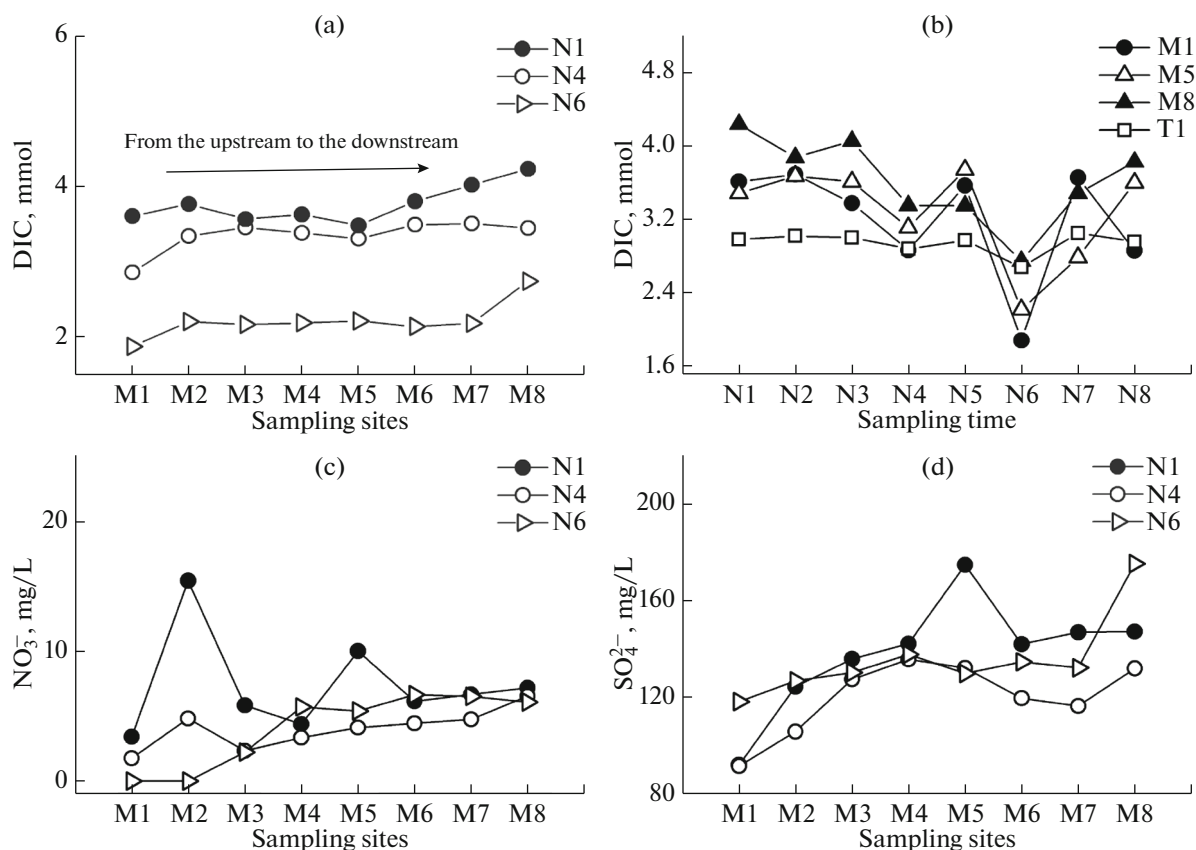 (a)
6
4
2
DIC, mmol
N1
N4
N6
From the upstream to the downstream
M1 M2 M3 M4 M5 M6 M7 M8
Sampling sites
(b)
4.8
4.0
3.2
2.4
1.6
DIC, mmol
M1
M5
M8
T1
N1 N2 N3 N4 N5 N6 N7 N8
Sampling time
(c)
20
10
0
NO₃⁻, mg/L
N1
N4
N6
M1 M2 M3 M4 M5 M6 M7 M8
Sampling sites
(d)
200
160
120
80
SO₄²⁻, mg/L
N1
N4
N6
M1 M2 M3 M4 M5 M6 M7 M8
Sampling sites